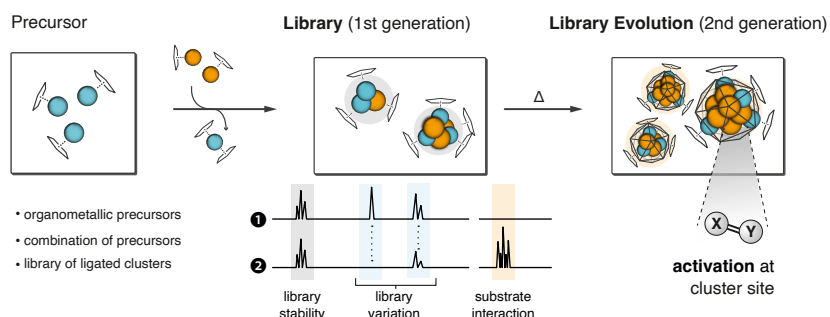 Precursor
Library (1st generation)
Library Evolution (2nd generation)
Δ
• organometallic precursors
• combination of precursors
• library of ligated clusters
1
2
library
stability
library
variation
substrate
interaction
X
Y
activation at
cluster site